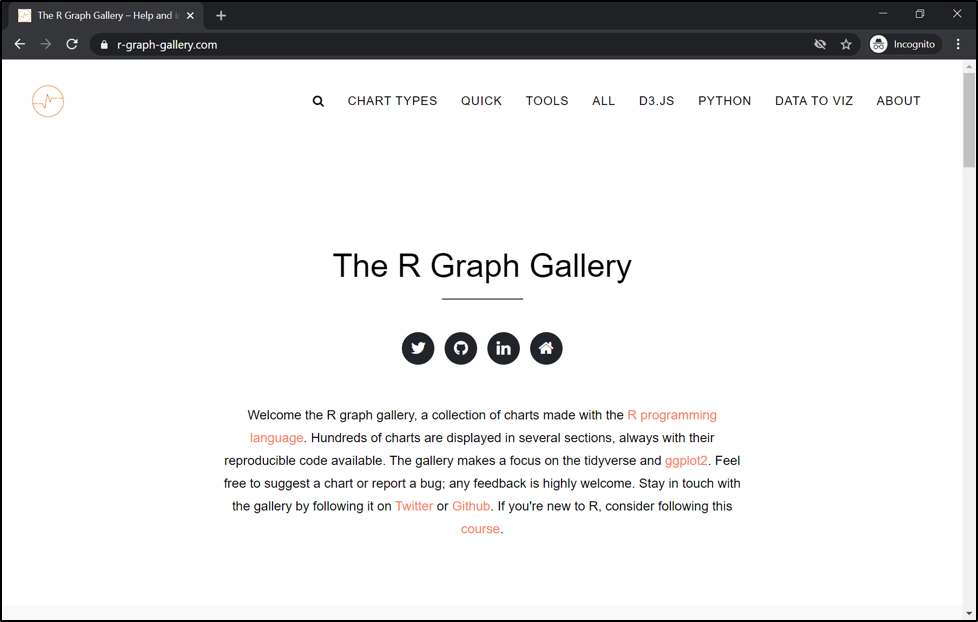 The R Graph Gallery – Help and i
r-graph-gallery.com
Incognito
CHART TYPES QUICK TOOLS ALL D3.JS PYTHON DATA TO VIZ ABOUT
The R Graph Gallery
in
Welcome the R graph gallery, a collection of charts made with the R programming
language. Hundreds of charts are displayed in several sections, always with their
reproducible code available. The gallery makes a focus on the tidyverse and ggplot2. Feel
free to suggest a chart or report a bug; any feedback is highly welcome. Stay in touch with
the gallery by following it on Twitter or Github. If you're new to R, consider following this
course.